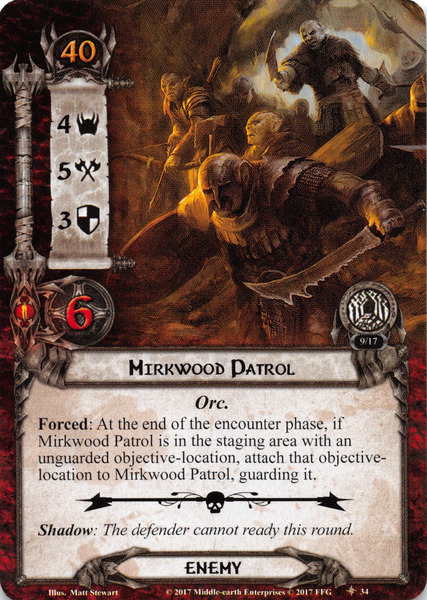 40
4
5
3
6
9/17
Mirkwood Patrol
Orc.
Forced: At the end of the encounter phase, if
Mirkwood Patrol is in the staging area with an
unguarded objective-location, attach that objective-
location to Mirkwood Patrol, guarding it.
Shadow: The defender cannot ready this round.
ENEMY
Illus. Matt Stewart © 2017 Middle-earth Enterprises © 2017 FFG 34